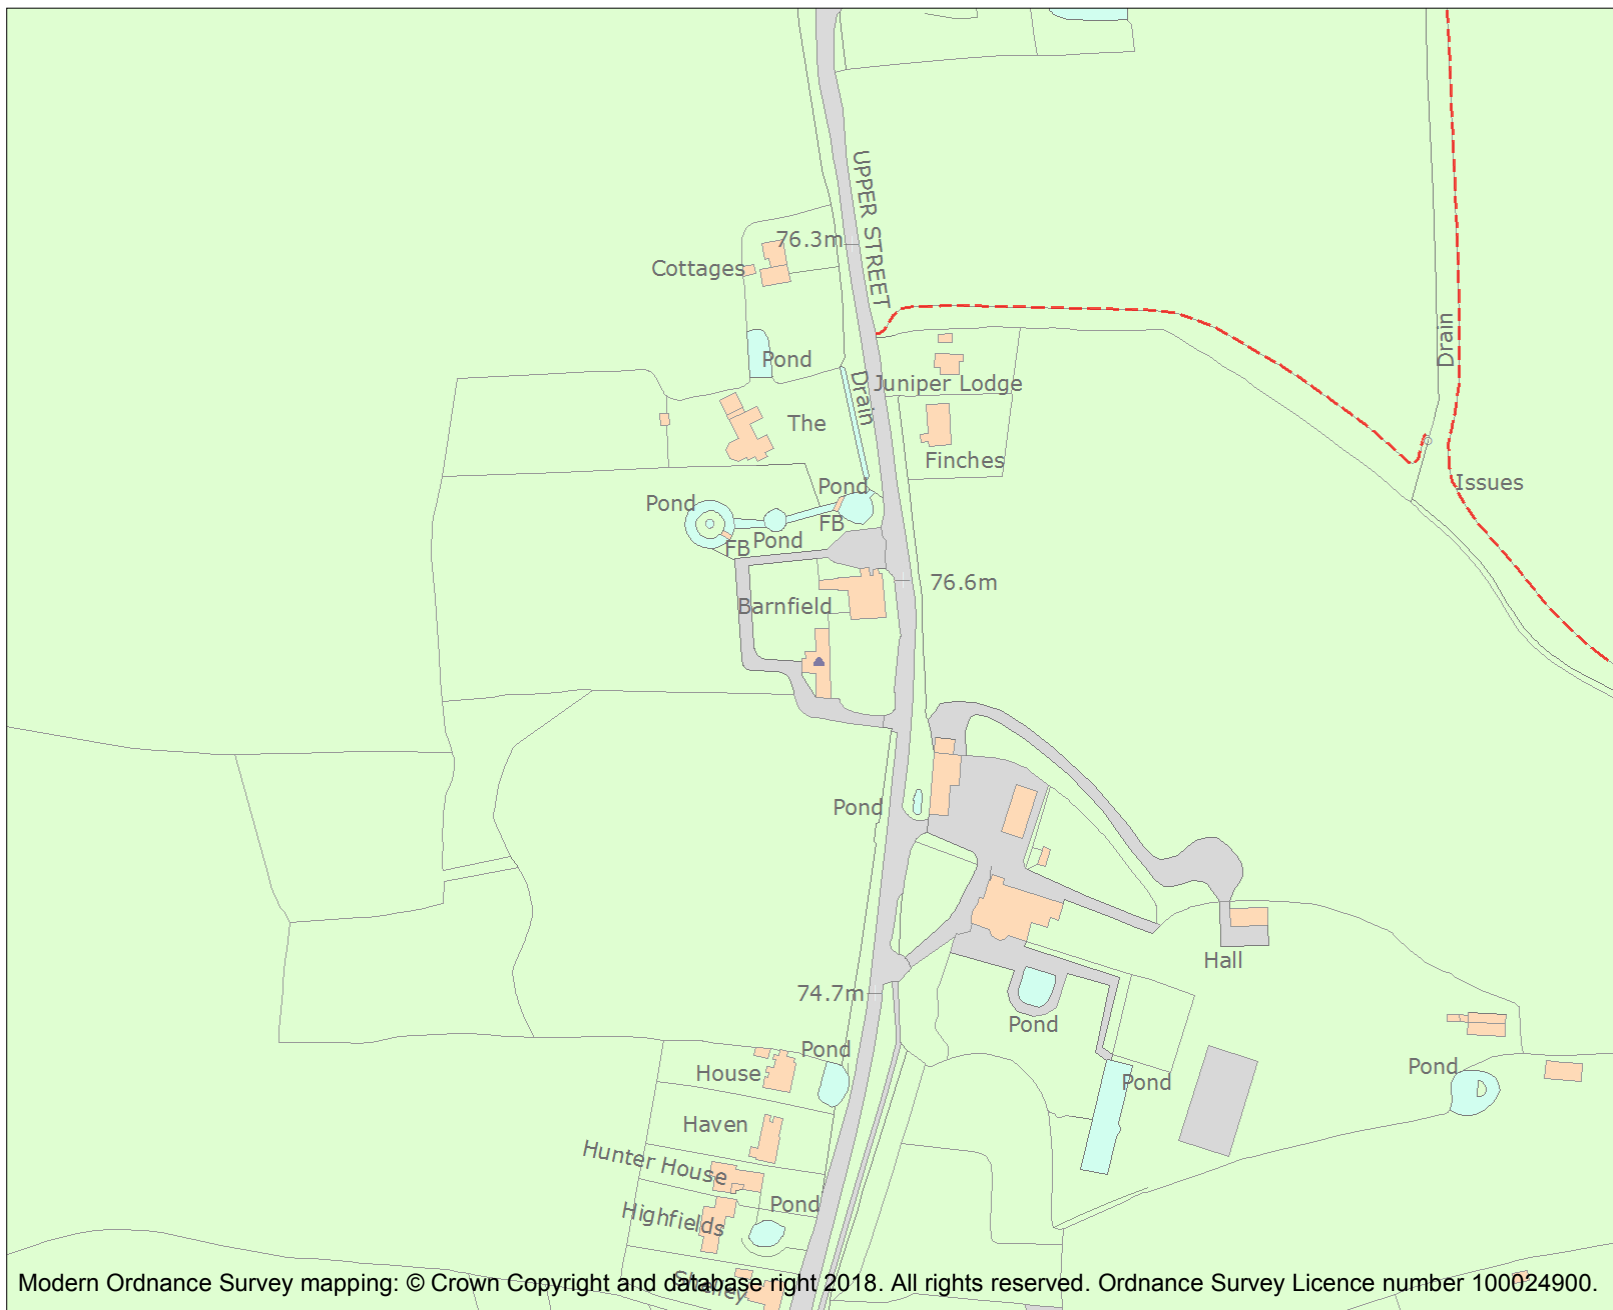 UPPER STREET
76.3m
Cottages
Drain
Pond
Juniper Lodge
Drain
The
Finches
Issues
Pond
Pond
FB
FB
Pond
76.6m
Barnfield
Pond
Hall
74.7m
Pond
Pond
House
Pond
Pond
Haven
Hunter House
Pond
Highfields
Shelley
Modern Ordnance Survey mapping: © Crown Copyright and database right 2018. All rights reserved. Ordnance Survey Licence number 100024900.